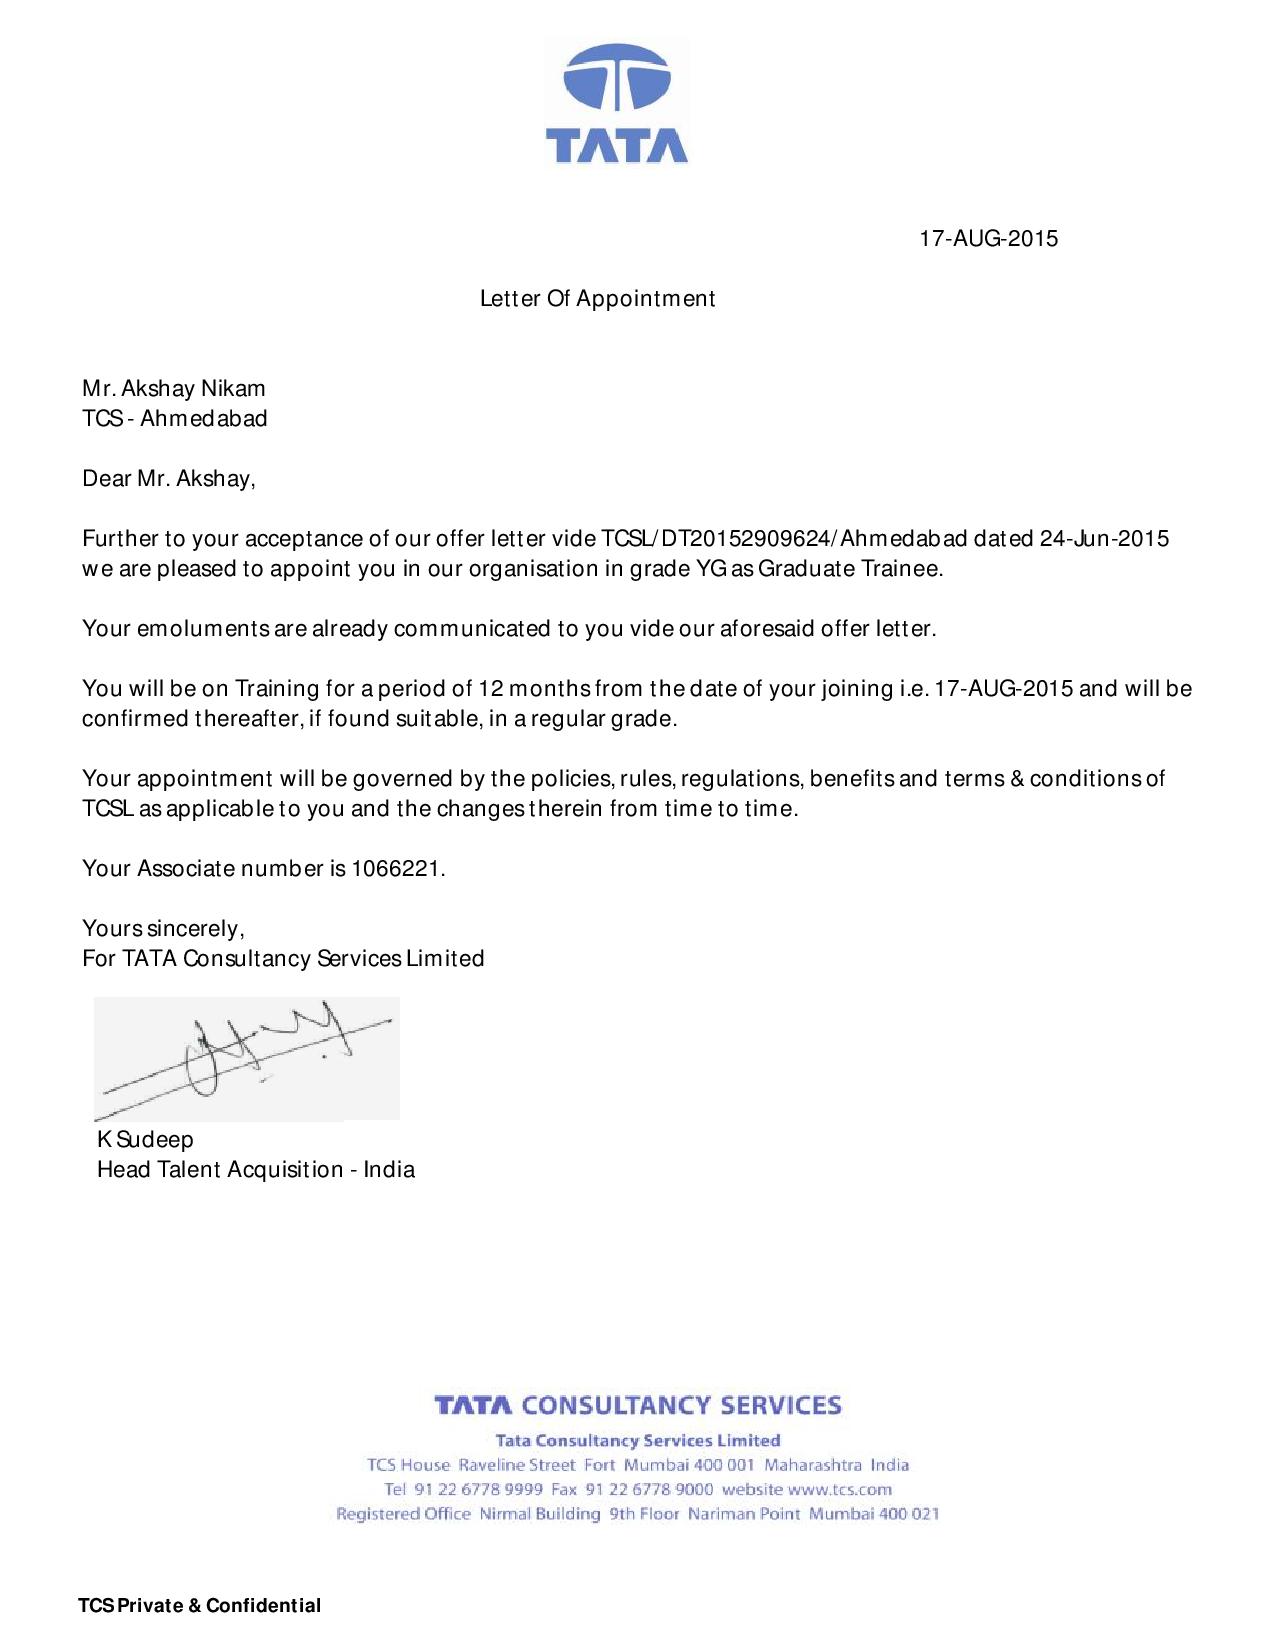 TATA
17-AUG-2015
Letter Of Appointment
Mr. Akshay Nikam
TCS - Ahmedabad
Dear Mr. Akshay,
Further to your acceptance of our offer letter vide TCSL/DT20152909624/Ahmedabad dated 24-Jun-2015
we are pleased to appoint you in our organisation in grade YG as Graduate Trainee.
Your emoluments are already communicated to you vide our aforesaid offer letter.
You will be on Training for a period of 12 months from the date of your joining i.e. 17-AUG-2015 and will be
confirmed thereafter, if found suitable, in a regular grade.
Your appointment will be governed by the policies, rules, regulations, benefits and terms & conditions of
TCSL as applicable to you and the changes therein from time to time.
Your Associate number is 1066221.
Yours sincerely,
For TATA Consultancy Services Limited
K Sudeep
Head Talent Acquisition - India
TATA CONSULTANCY SERVICES
Tata Consultancy Services Limited
TCS House Raveline Street Fort Mumbai 400 001 Maharashtra India
Tel 91 22 6778 9999 Fax 91 22 6778 9000 website www.tcs.com
Registered Office Nirmal Building 9th Floor Nariman Point Mumbai 400 021
TCS Private & Confidential